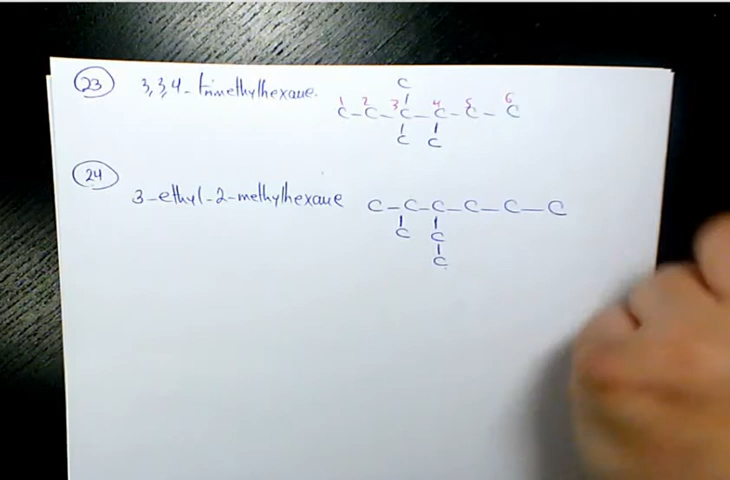 23 3,3,4-trimethylhexane.
C
1 2 3 4 5 6
C-C-C-C-C-C
C C
24
3-ethyl-2-methylhexane C-C-C-C-C-C
C C
C